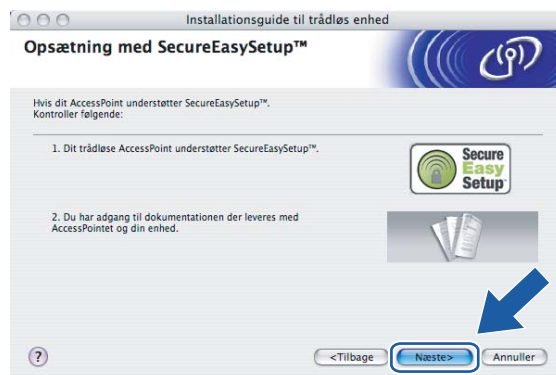 Installationsguide til trådløs enhed
Opsætning med SecureEasySetup™
Hvis dit AccessPoint understøtter SecureEasySetup™.
Kontroller følgende:
1. Dit trådløse AccessPoint understøtter SecureEasySetup™.
Secure
Easy
Setup
2. Du har adgang til dokumentationen der leveres med
AccessPointet og din enhed.
?
<Tilbage
Næste>
Annuller